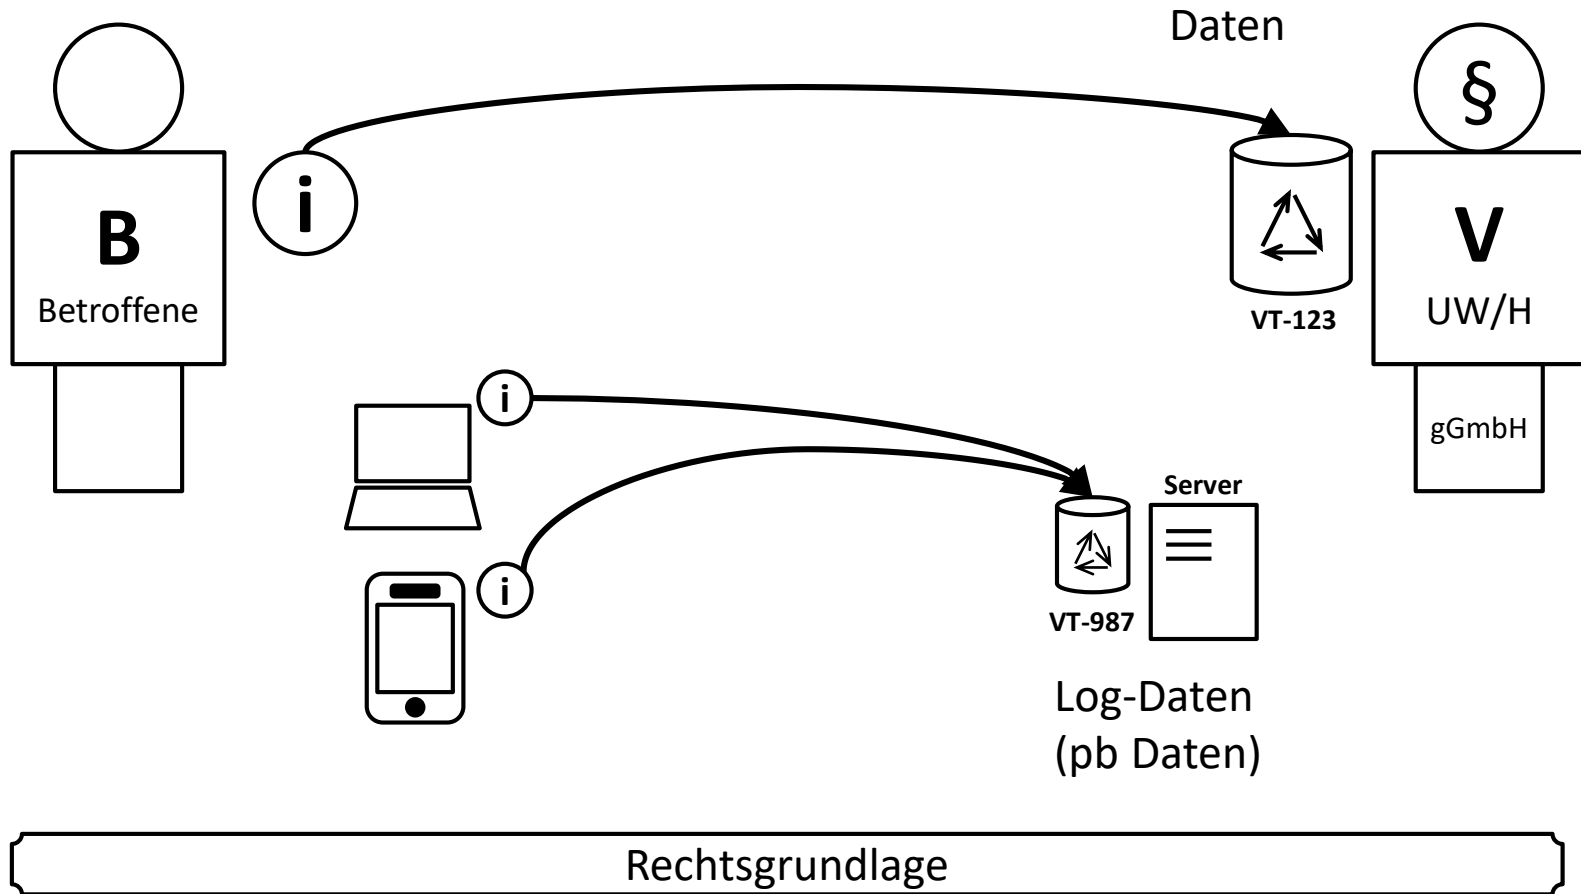 Daten
§
i
B
Betroffene
VT-123
V
UW/H
gGmbH
i
i
Server
VT-987
Log-Daten
(pb Daten)
Rechtsgrundlage